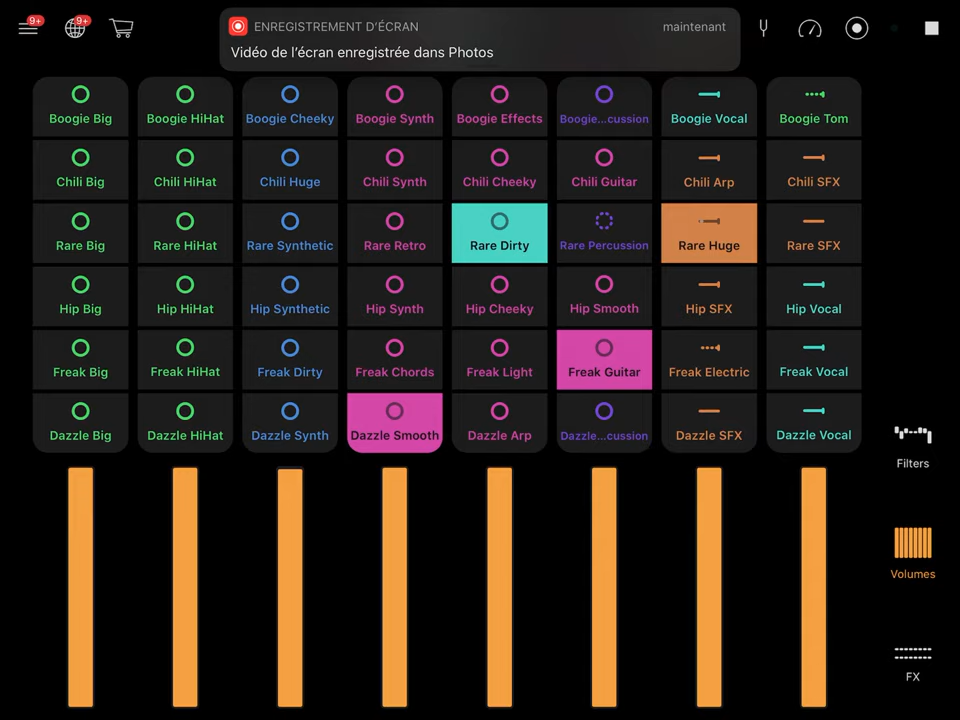 9+
9+
ENREGISTREMENT D'ÉCRAN
maintenant
Vidéo de l'écran enregistrée dans Photos
Boogie Big
Boogie HiHat
Boogie Cheeky
Boogie Synth
Boogie Effects
Boogie...cussion
Boogie Vocal
Boogie Tom
Chili Big
Chili HiHat
Chili Huge
Chili Synth
Chili Cheeky
Chili Guitar
Chili Arp
Chili SFX
Rare Big
Rare HiHat
Rare Synthetic
Rare Retro
Rare Dirty
Rare Percussion
Rare Huge
Rare SFX
Hip Big
Hip HiHat
Hip Synthetic
Hip Synth
Hip Cheeky
Hip Smooth
Hip SFX
Hip Vocal
Freak Big
Freak HiHat
Freak Dirty
Freak Chords
Freak Light
Freak Guitar
Freak Electric
Freak Vocal
Dazzle Big
Dazzle HiHat
Dazzle Synth
Dazzle Smooth
Dazzle Arp
Dazzle...cussion
Dazzle SFX
Dazzle Vocal
Filters
Volumes
FX